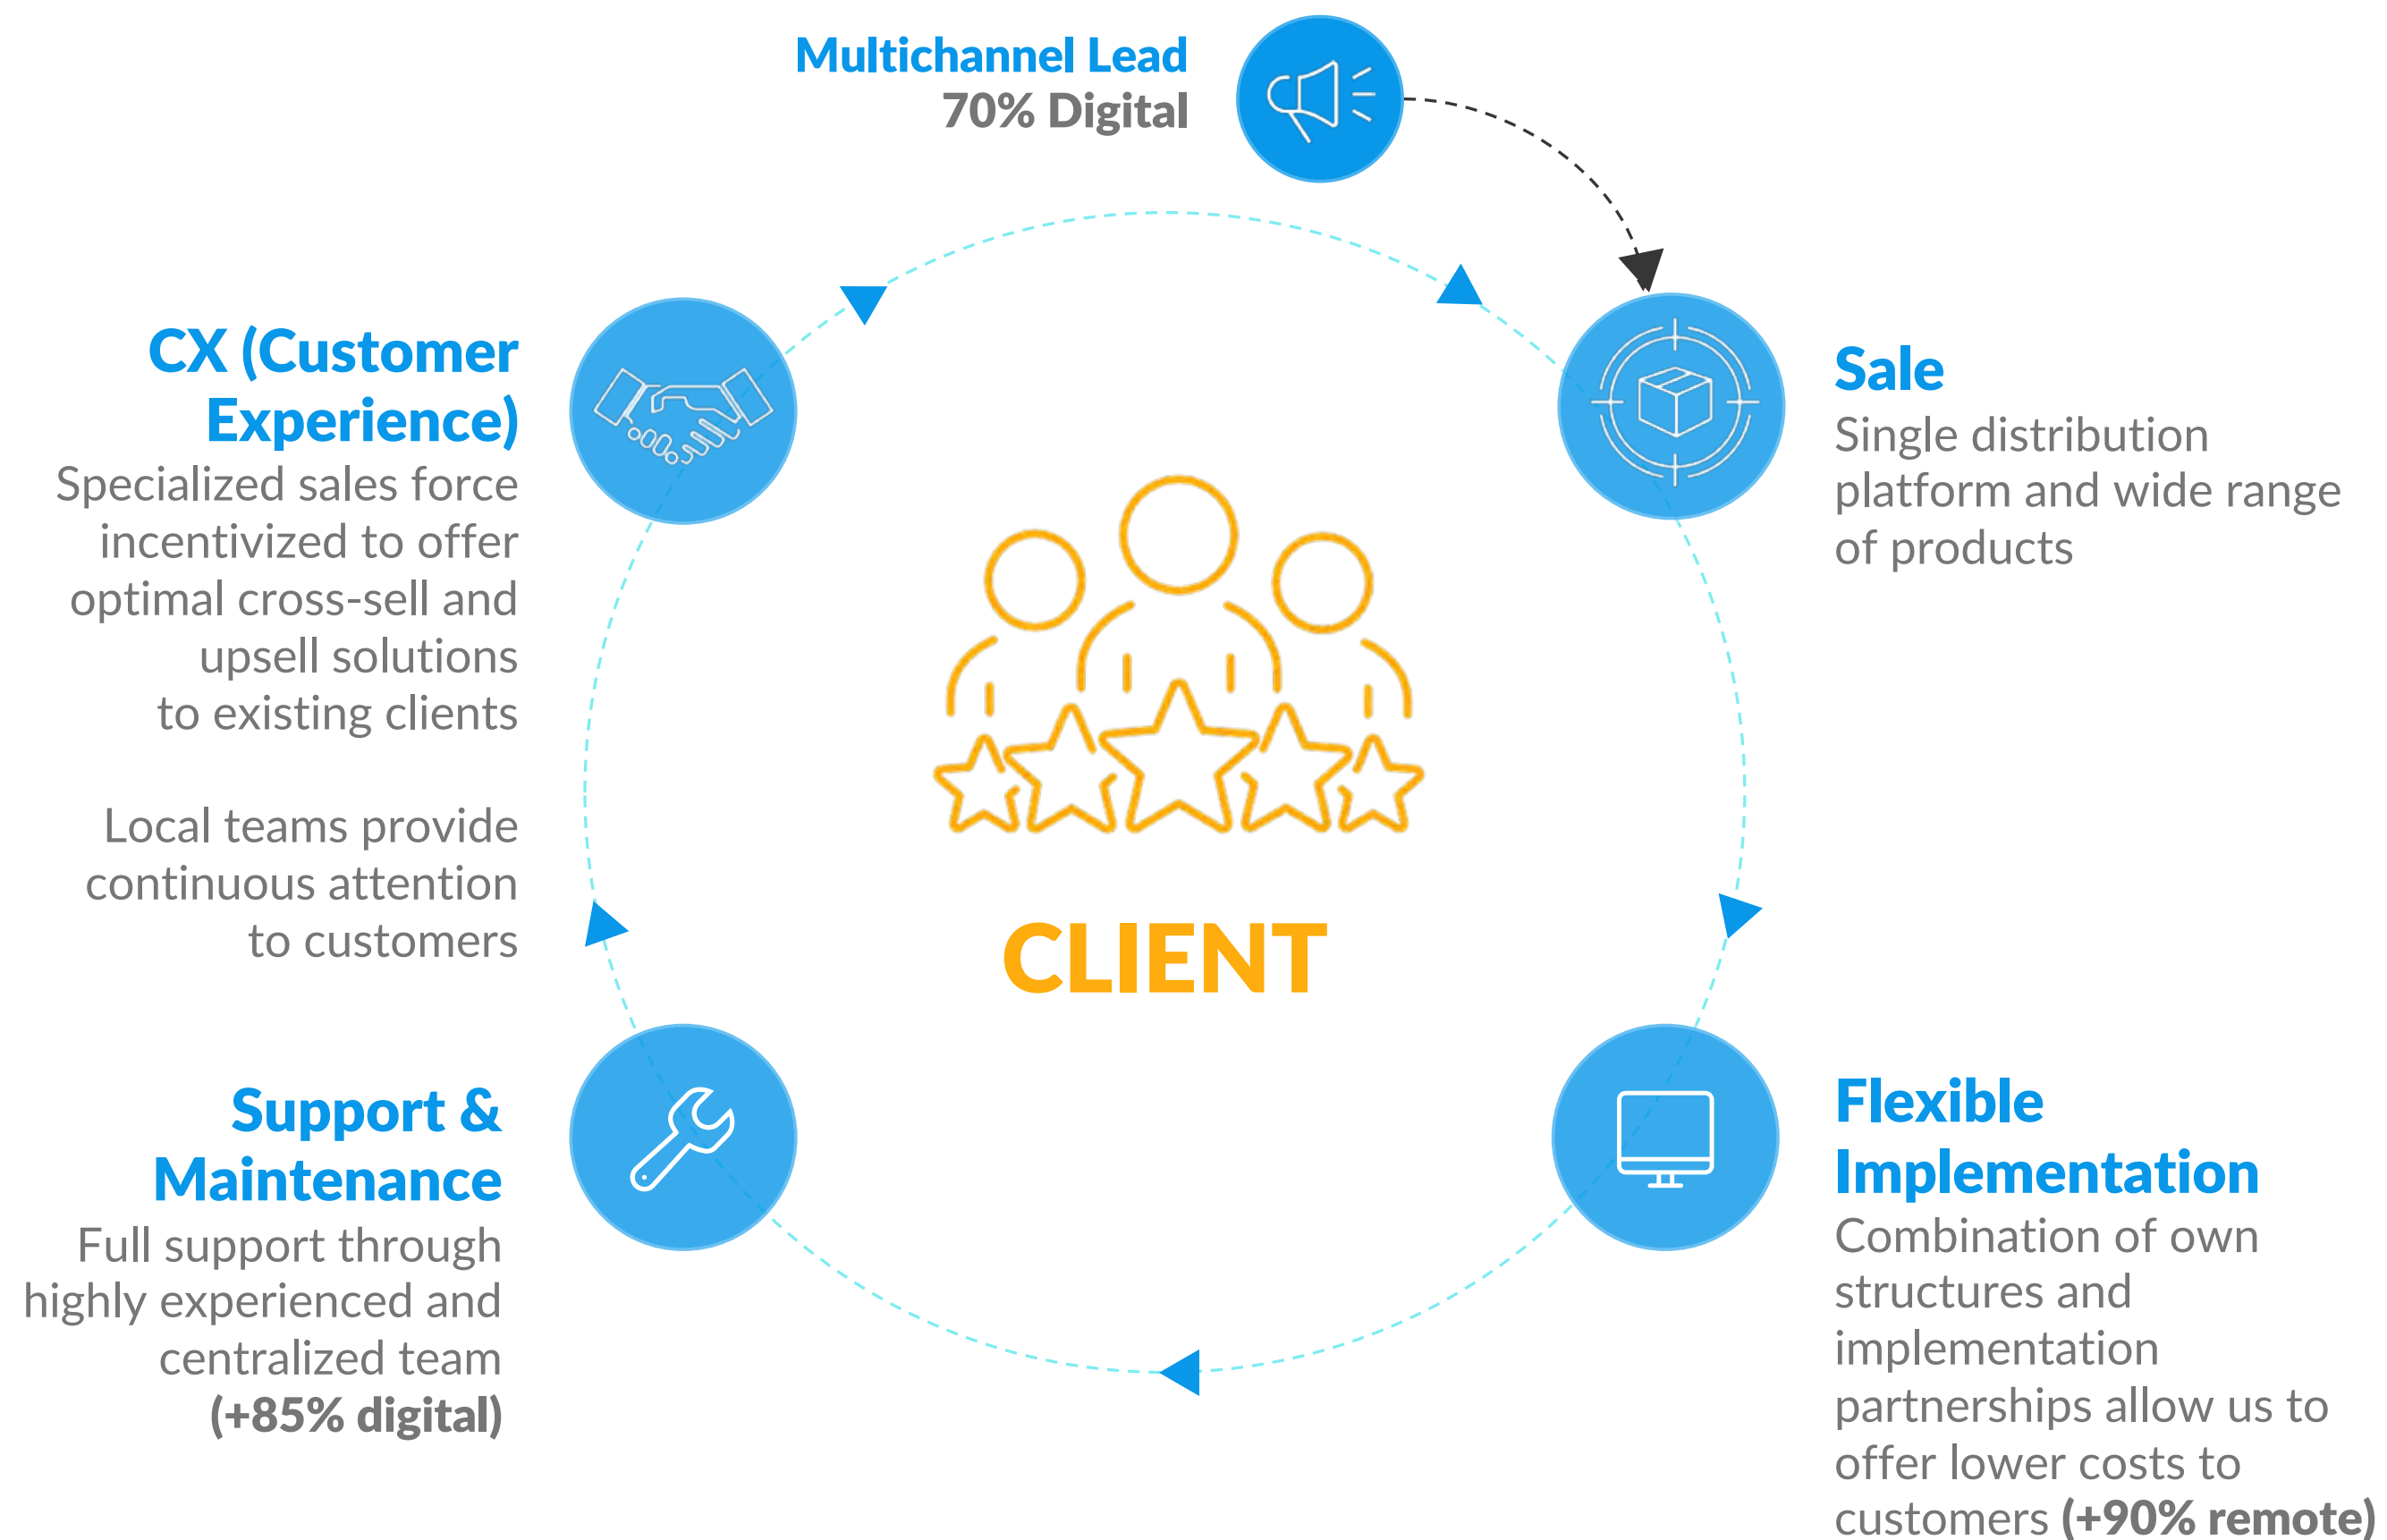 Multichannel Lead
70% Digital
CX (Customer
Experience)
Specialized sales force
incentivized to offer
optimal cross-sell and
upsell solutions
to existing clients
Local teams provide
continuous attention
to customers
Sale
Single distribution
platform and wide range
of products
CLIENT
Support &
Maintenance
Full support through
highly experienced and
centralized team
(+85% digital)
Flexible
Implementation
Combination of own
structures and
implementation
partnerships allow us to
offer lower costs to
customers (+90% remote)